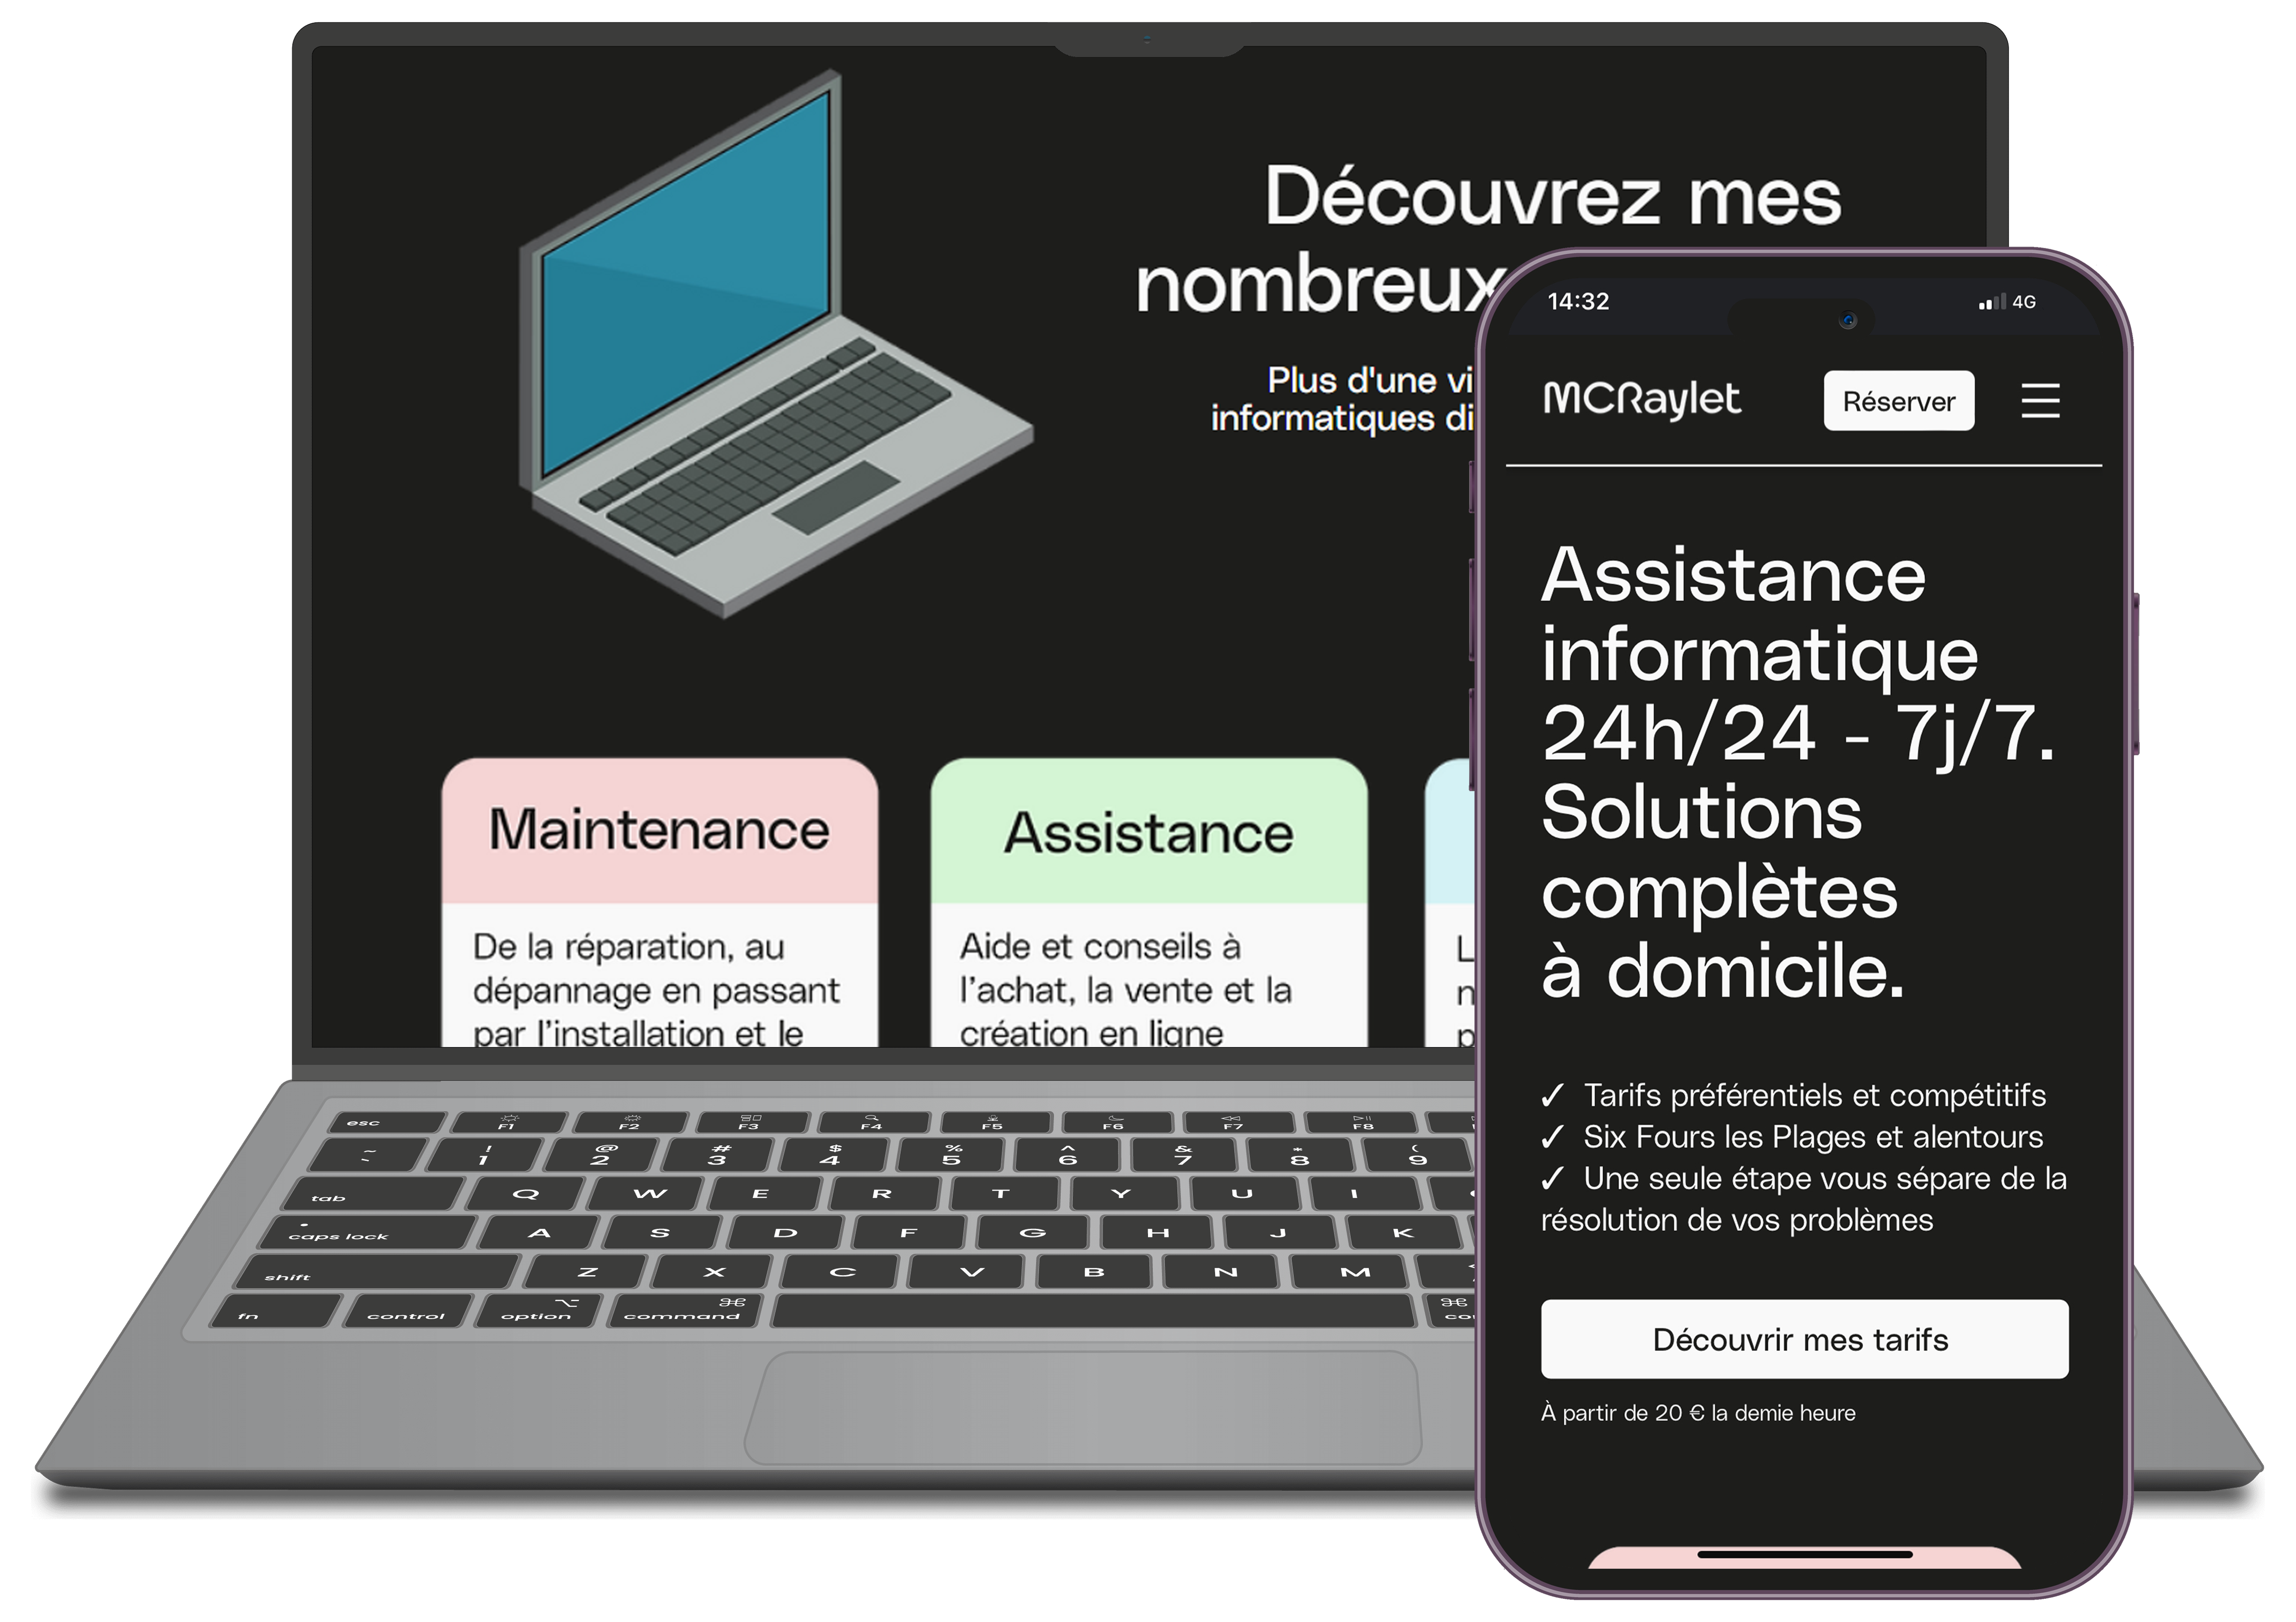 Découvrez mes
nombreux
Plus d'une vi
informatiques di
Maintenance
Assistance
De la réparation, au
dépannage en passant
par l'installation et le
Aide et conseils à
l'achat, la vente et la
création en ligne
L
n
p
14:32
4G
MCRaylet
Réserver
Assistance
informatique
24h/24 - 7j/7.
Solutions
complètes
à domicile.
✓ Tarifs préférentiels et compétitifs
✓ Six Fours les Plages et alentours
✓ Une seule étape vous sépare de la
résolution de vos problèmes
Découvrir mes tarifs
À partir de 20 € la demie heure
esc F1 F2 F3 F4 F5 F6 F7 F8
~ ! @ # $ % ^ & * (
` 1 2 3 4 5 6 7 8 9
tab Q W E R T Y U I
caps lock A S D F G H J K
shift Z X C V B N M
fn control option ⌥ command ⌘ ⌘